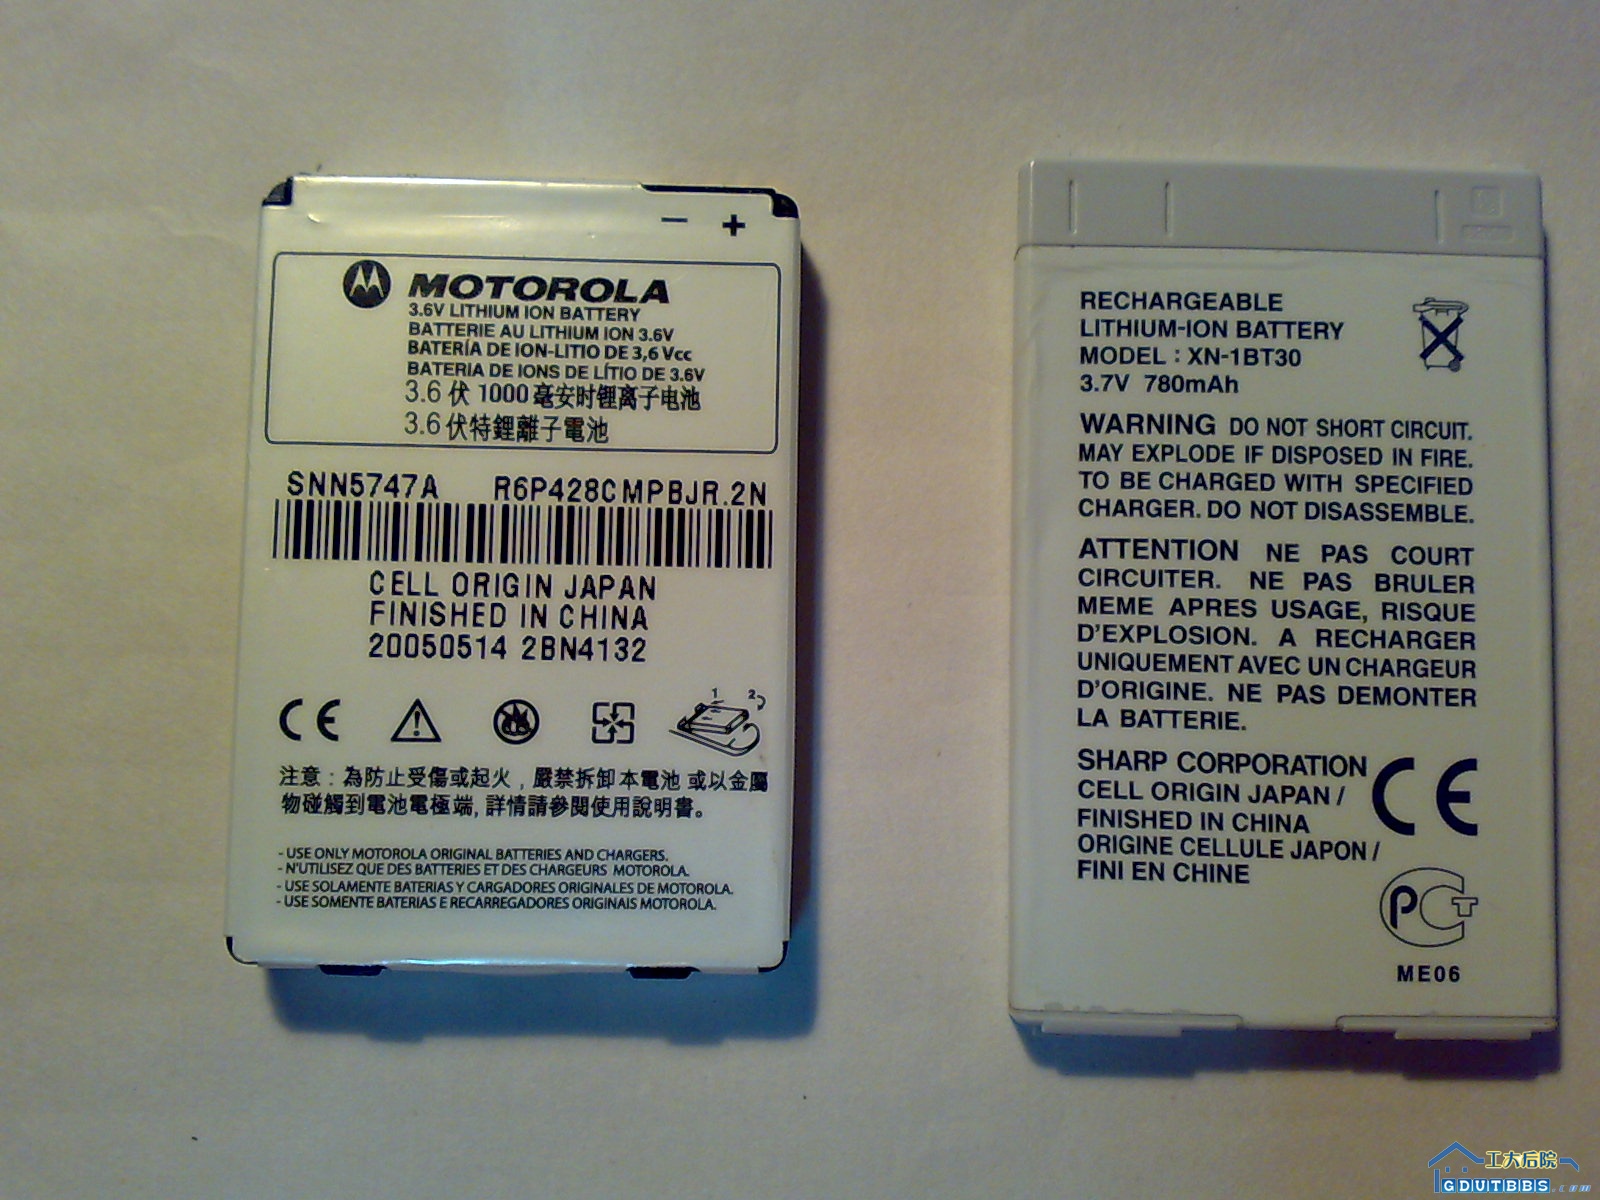 − +
MOTOROLA
3.6V LITHIUM ION BATTERY
BATTERIE AU LITHIUM ION 3.6V
BATERÍA DE ION-LITIO DE 3,6 Vcc
BATERIA DE IONS DE LÍTIO DE 3.6V
3.6 伏 1000 毫安时锂离子电池
3.6 伏特鋰離子電池
SNN5747A R6P428CMPBJR.2N
CELL ORIGIN JAPAN
FINISHED IN CHINA
20050514 2BN4132
CE
1 2
注意：為防止受傷或起火，嚴禁拆卸本電池 或以金屬
物碰觸到電池電極端, 詳情請參閱使用說明書。
- USE ONLY MOTOROLA ORIGINAL BATTERIES AND CHARGERS.
- N'UTILISEZ QUE DES BATTERIES ET DES CHARGEURS MOTOROLA.
- USE SOLAMENTE BATERIAS Y CARGADORES ORIGINALES DE MOTOROLA.
- USE SOMENTE BATERIAS E RECARREGADORES ORIGINAIS MOTOROLA.
RECHARGEABLE
LITHIUM-ION BATTERY
MODEL : XN-1BT30
3.7V 780mAh
WARNING DO NOT SHORT CIRCUIT.
MAY EXPLODE IF DISPOSED IN FIRE.
TO BE CHARGED WITH SPECIFIED
CHARGER. DO NOT DISASSEMBLE.
ATTENTION NE PAS COURT
CIRCUITER. NE PAS BRULER
MEME APRES USAGE, RISQUE
D'EXPLOSION. A RECHARGER
UNIQUEMENT AVEC UN CHARGEUR
D'ORIGINE. NE PAS DEMONTER
LA BATTERIE.
SHARP CORPORATION
CELL ORIGIN JAPAN /
FINISHED IN CHINA
ORIGINE CELLULE JAPON /
FINI EN CHINE
CE
PCT
ME06
工大后院
GDUTBBS.com